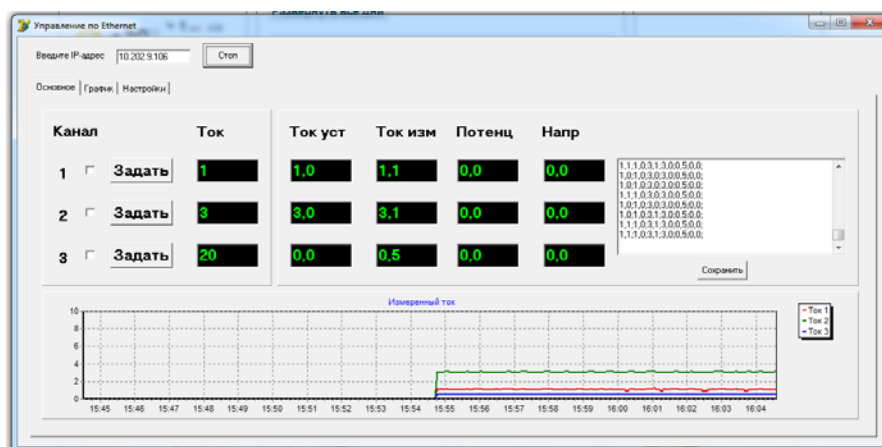 Развернуть все дни
Управление по Ethernet
Введите IP-адрес 10.202.9.106 Стоп
Основное График Настройки
Канал Ток Ток уст Ток изм Потенц Напр
1 Задать 1 1,0 1,1 0,0 0,0
2 Задать 3 3,0 3,1 0,0 0,0
3 Задать 20 0,0 0,5 0,0 0,0
1,1;1,0;3,1;3,0;0,5;0,0;
1,0;1,0;3,0;3,0;0,5;0,0;
1,0;1,0;3,1;3,0;0,5;0,0;
1,1;1,0;3,1;3,0;0,5;0,0;
1,0;1,0;3,0;3,0;0,5;0,0;
1,0;1,0;3,1;3,0;0,5;0,0;
1,1;1,0;3,1;3,0;0,5;0,0;
1,1;1,0;3,1;3,0;0,5;0,0;
Сохранить
Измеренный ток
10
8
6
4
2
0
15:45 15:46 15:47 15:48 15:49 15:50 15:51 15:52 15:53 15:54 15:55 15:56 15:57 15:58 15:59 16:00 16:01 16:02 16:03 16:04
Ток 1
Ток 2
Ток 3